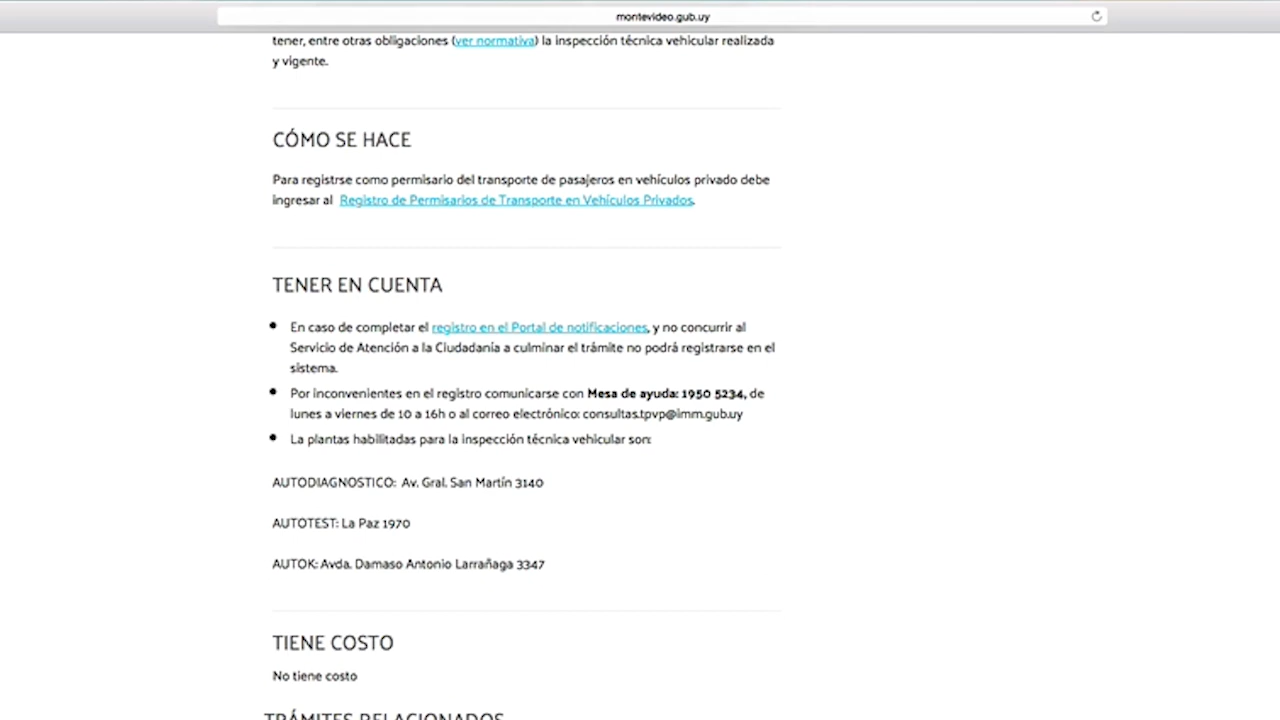 montevideo.gub.uy
tener, entre otras obligaciones (ver normativa) la inspección técnica vehicular realizada
y vigente.
CÓMO SE HACE
Para registrse como permisario del transporte de pasajeros en vehículos privado debe
ingresar al Registro de Permisarios de Transporte en Vehículos Privados.
TENER EN CUENTA
• En caso de completar el registro en el Portal de notificaciones, y no concurrir al
Servicio de Atención a la Ciudadanía a culminar el trámite no podrá registrarse en el
sistema.
• Por inconvenientes en el registro comunicarse con Mesa de ayuda: 1950 5234, de
lunes a viernes de 10 a 16h o al correo electrónico: consultas.tpvp@imm.gub.uy
• La plantas habilitadas para la inspección técnica vehicular son:
AUTODIAGNOSTICO: Av. Gral. San Martín 3140
AUTOTEST: La Paz 1970
AUTOK: Avda. Damaso Antonio Larrañaga 3347
TIENE COSTO
No tiene costo
TRÁMITES RELACIONADOS